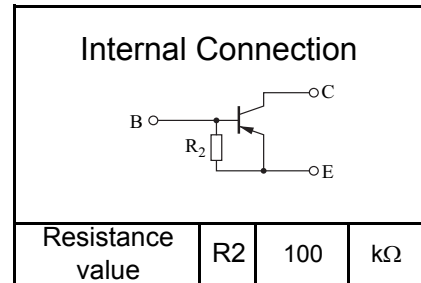 Internal Connection
C
B
R2
E
Resistance value R2 100 kΩ